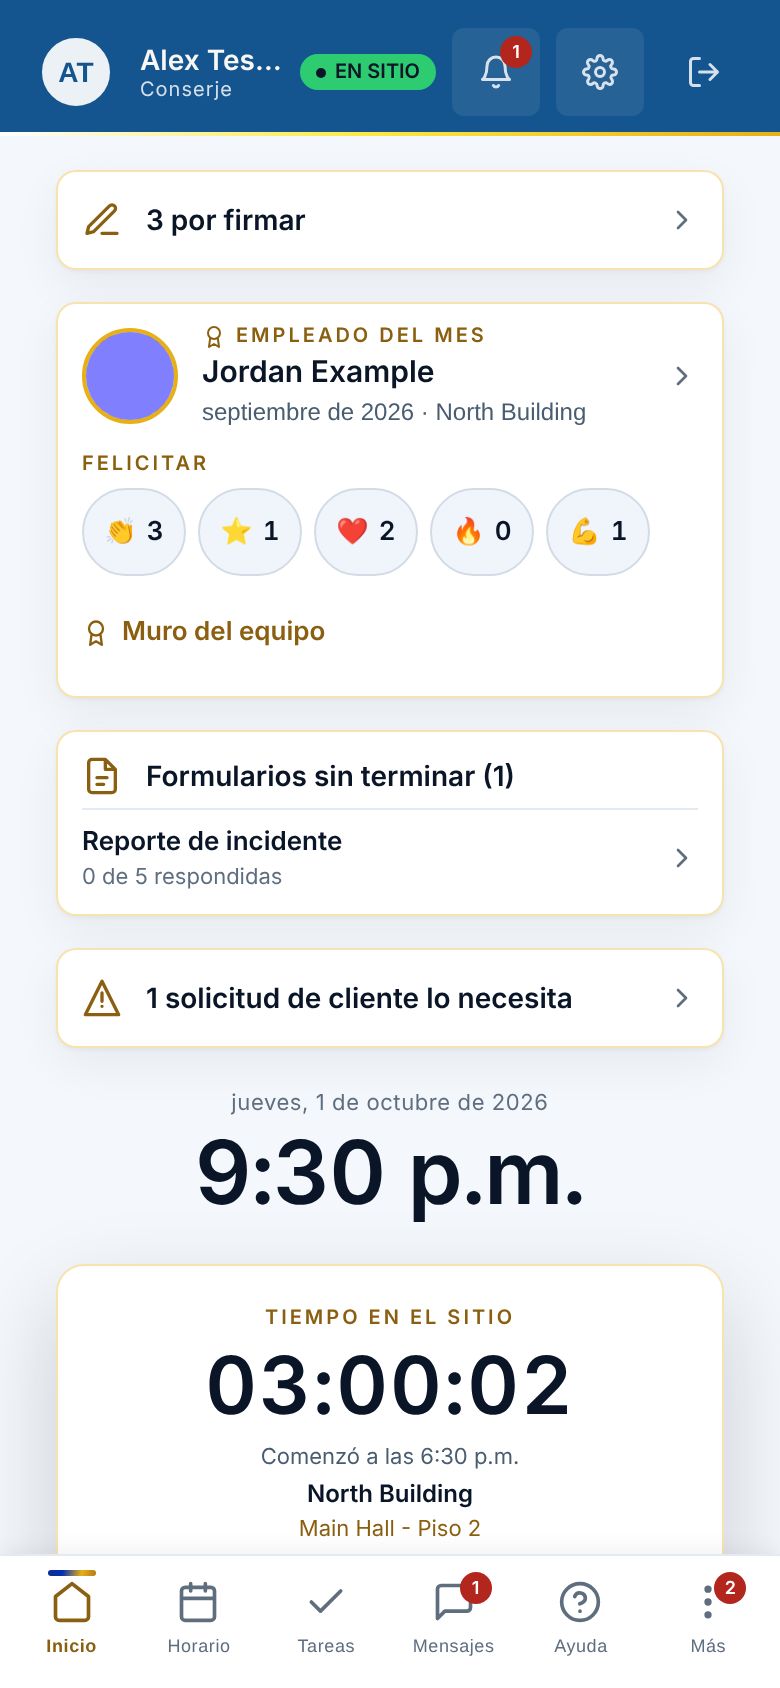 AT
Alex Tes...
Conserje
EN SITIO
1
3 por firmar
EMPLEADO DEL MES
Jordan Example
septiembre de 2026 · North Building
FELICITAR
👏 3
⭐ 1
❤️ 2
🔥 0
💪 1
Muro del equipo
Formularios sin terminar (1)
Reporte de incidente
0 de 5 respondidas
1 solicitud de cliente lo necesita
jueves, 1 de octubre de 2026
9:30 p.m.
TIEMPO EN EL SITIO
03:00:02
Comenzó a las 6:30 p.m.
North Building
Main Hall - Piso 2
Inicio
Horario
Tareas
1
Mensajes
Ayuda
2
Más